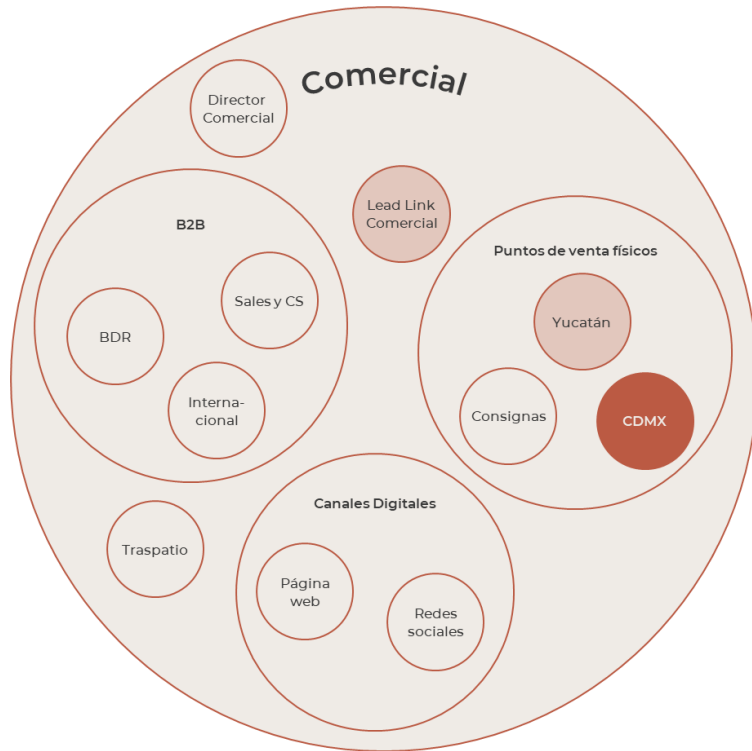 Comercial
Director
Comercial
Lead Link
Comercial
B2B
Sales y CS
BDR
Interna-
cional
Puntos de venta físicos
Yucatán
Consignas
CDMX
Traspatio
Canales Digitales
Página
web
Redes
sociales